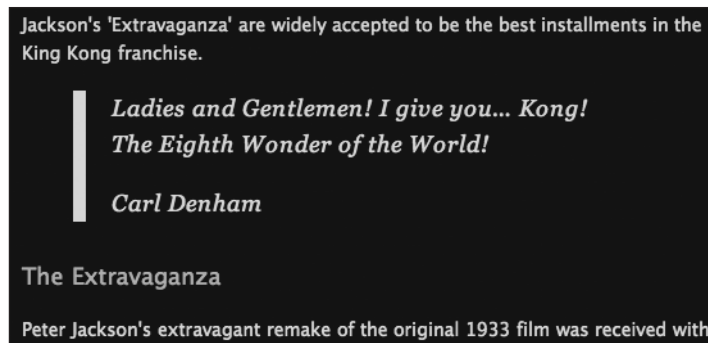 Jackson's 'Extravaganza' are widely accepted to be the best installments in the
King Kong franchise.
Ladies and Gentlemen! I give you... Kong!
The Eighth Wonder of the World!
Carl Denham
The Extravaganza
Peter Jackson's extravagant remake of the original 1933 film was received with